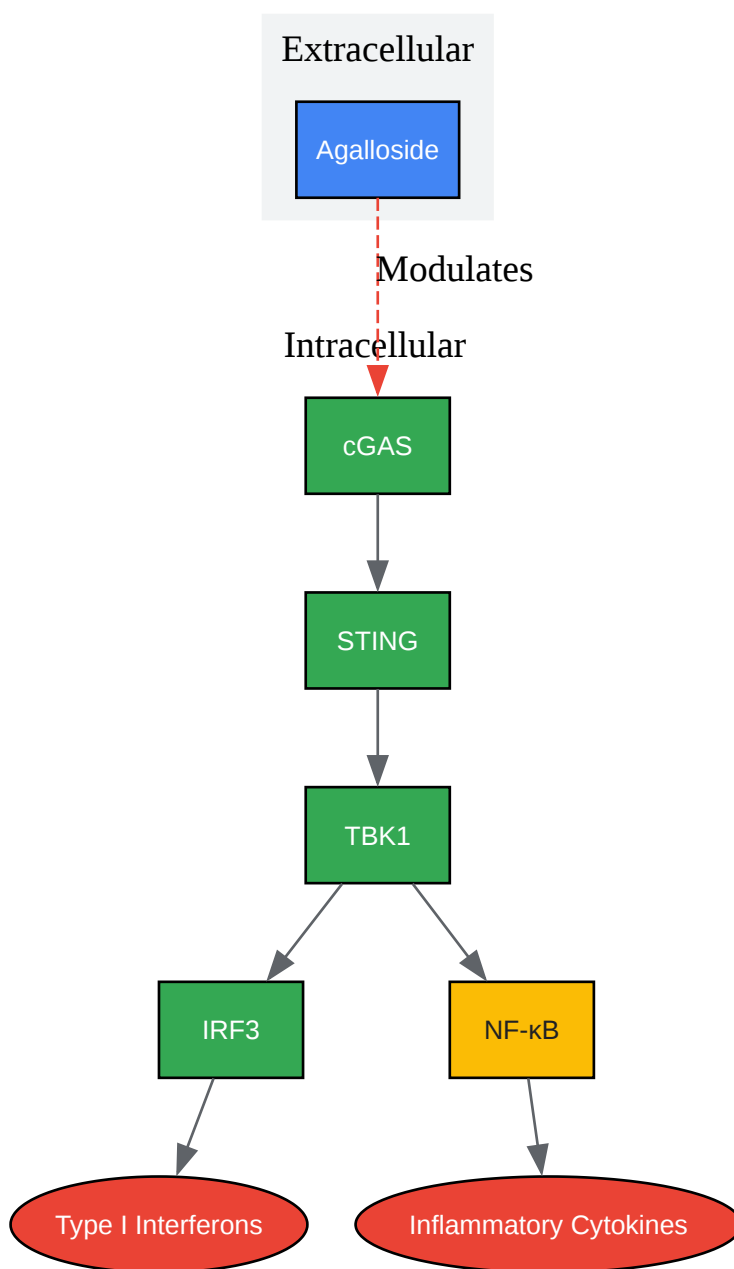 Extracellular
Agalloside
Modulates
Intracellular
cGAS
STING
TBK1
IRF3
NF-κB
Type I Interferons
Inflammatory Cytokines